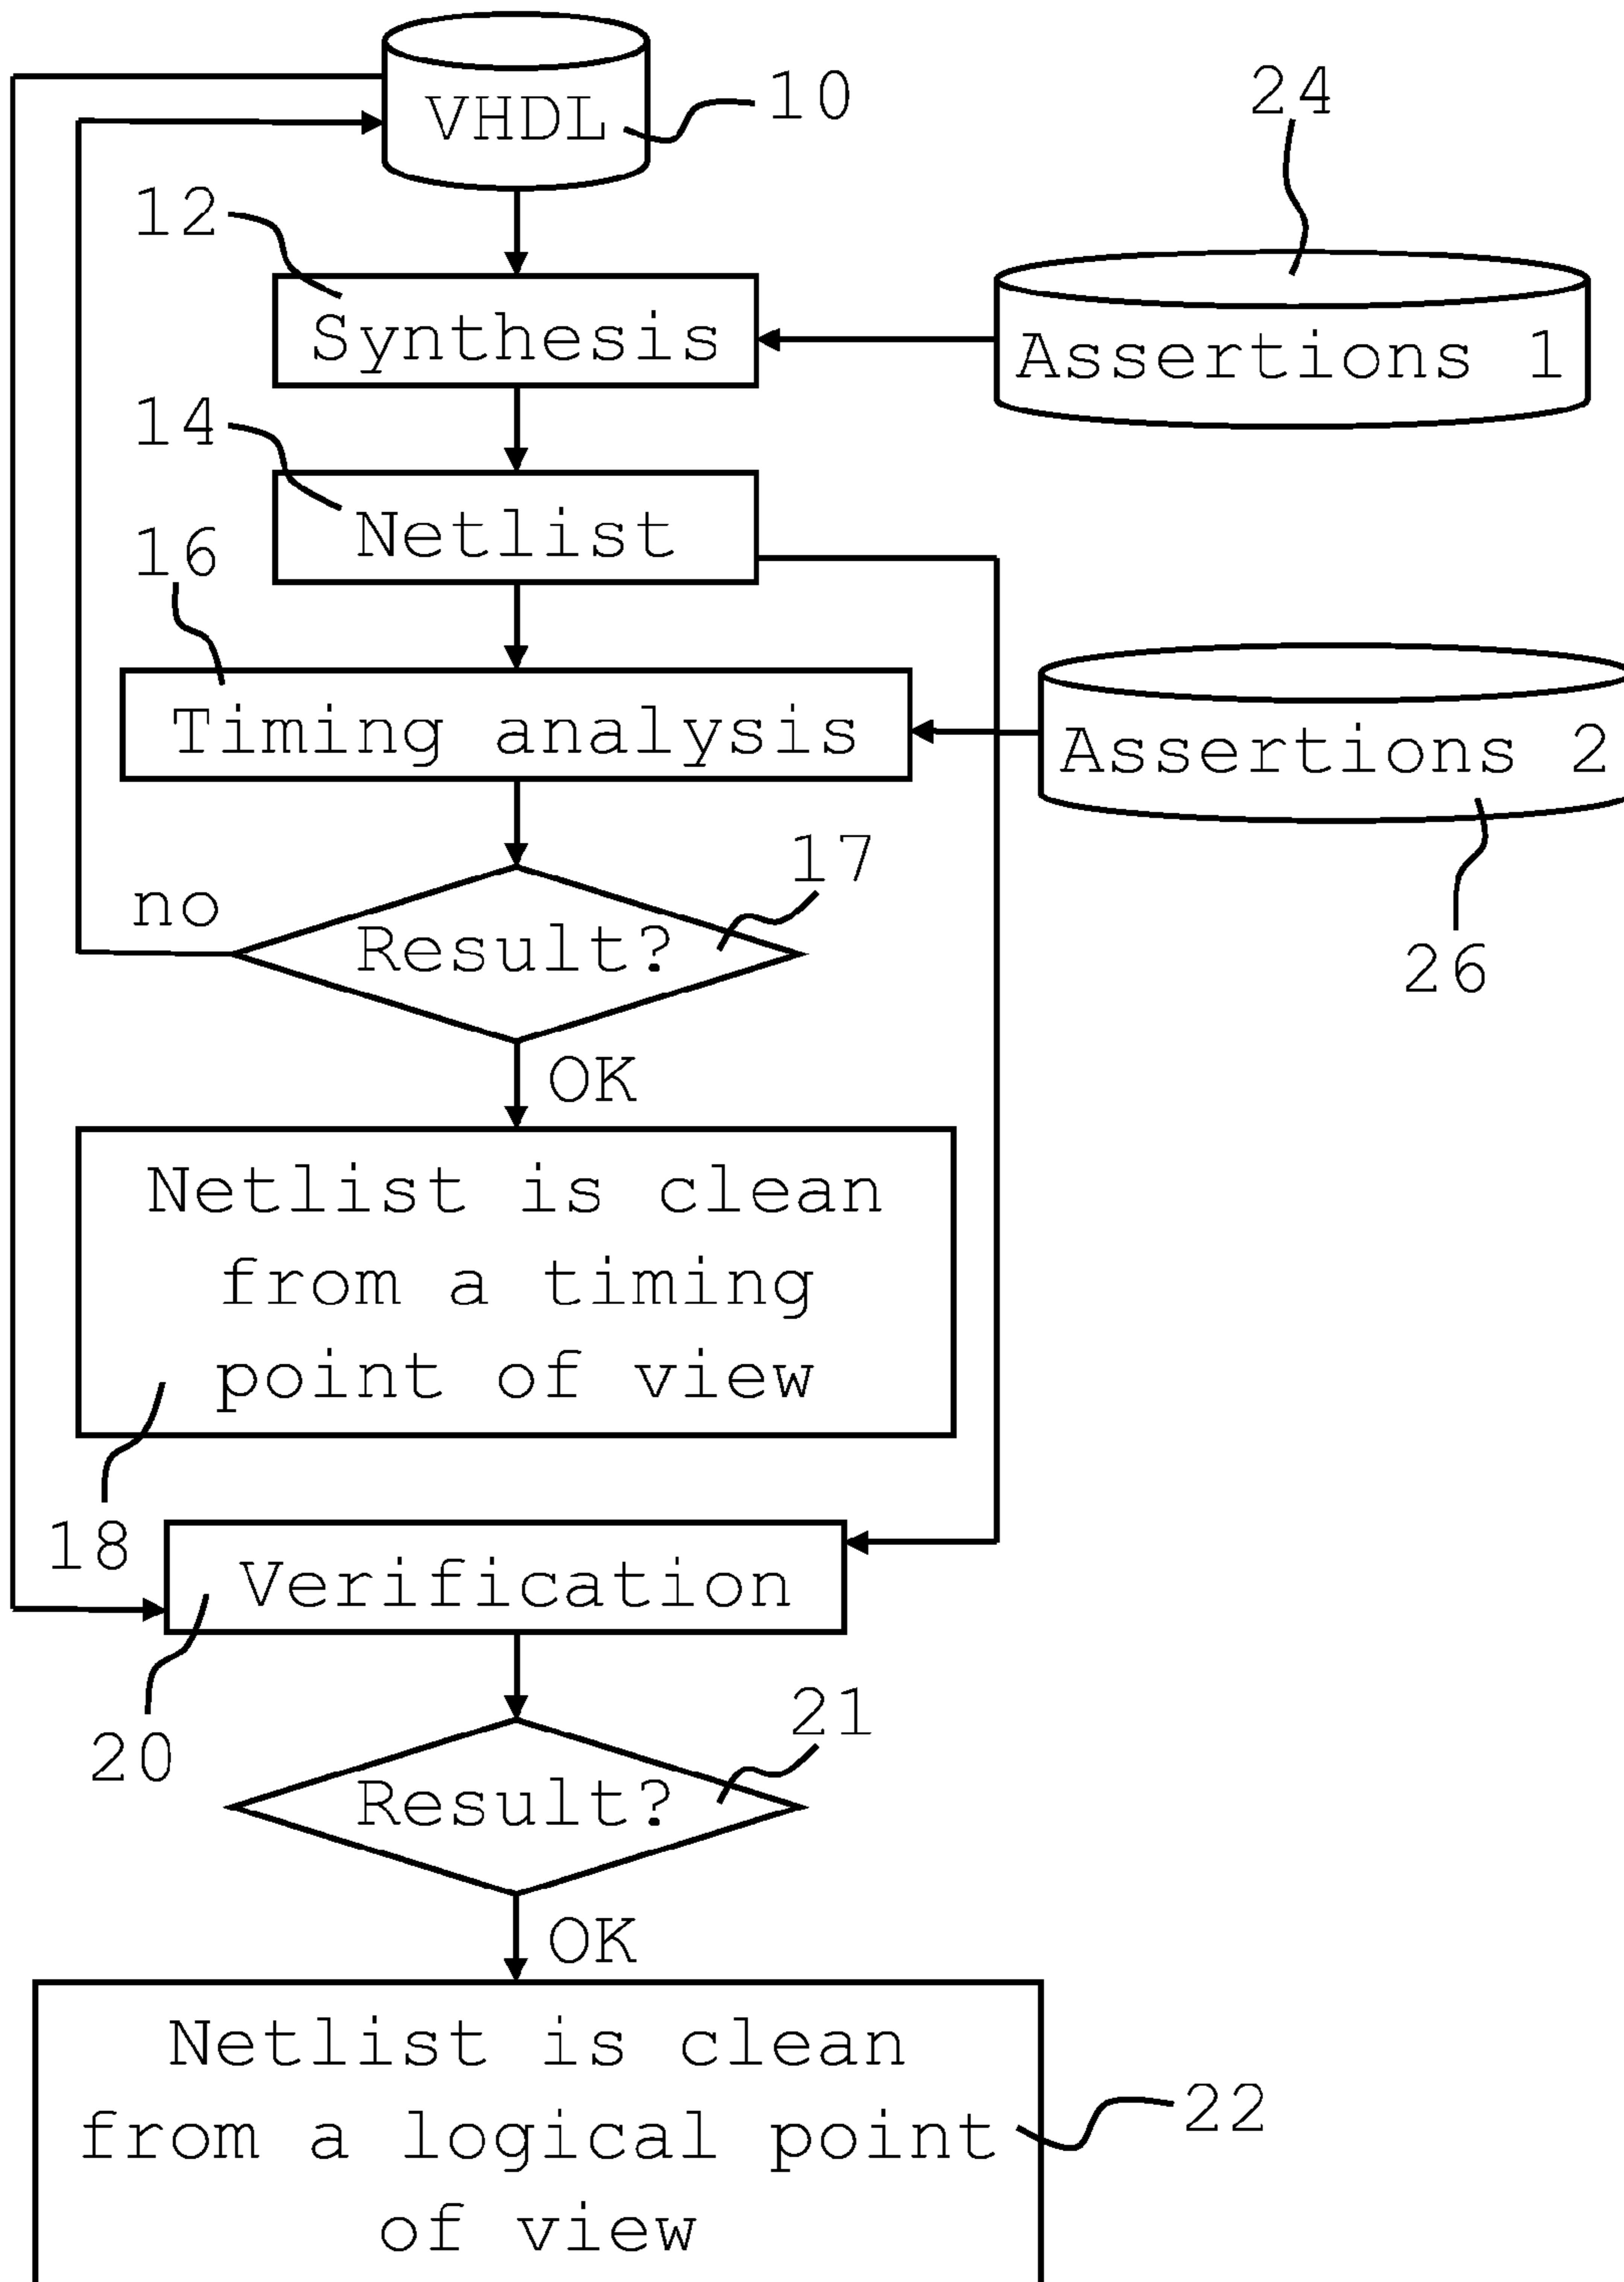 VHDL
10
24
12
Synthesis
Assertions 1
14
Netlist
16
Timing analysis
Assertions 2
17
no
Result?
26
OK
Netlist is clean
from a timing
point of view
18
Verification
20
21
Result?
OK
Netlist is clean
from a logical point
of view
22